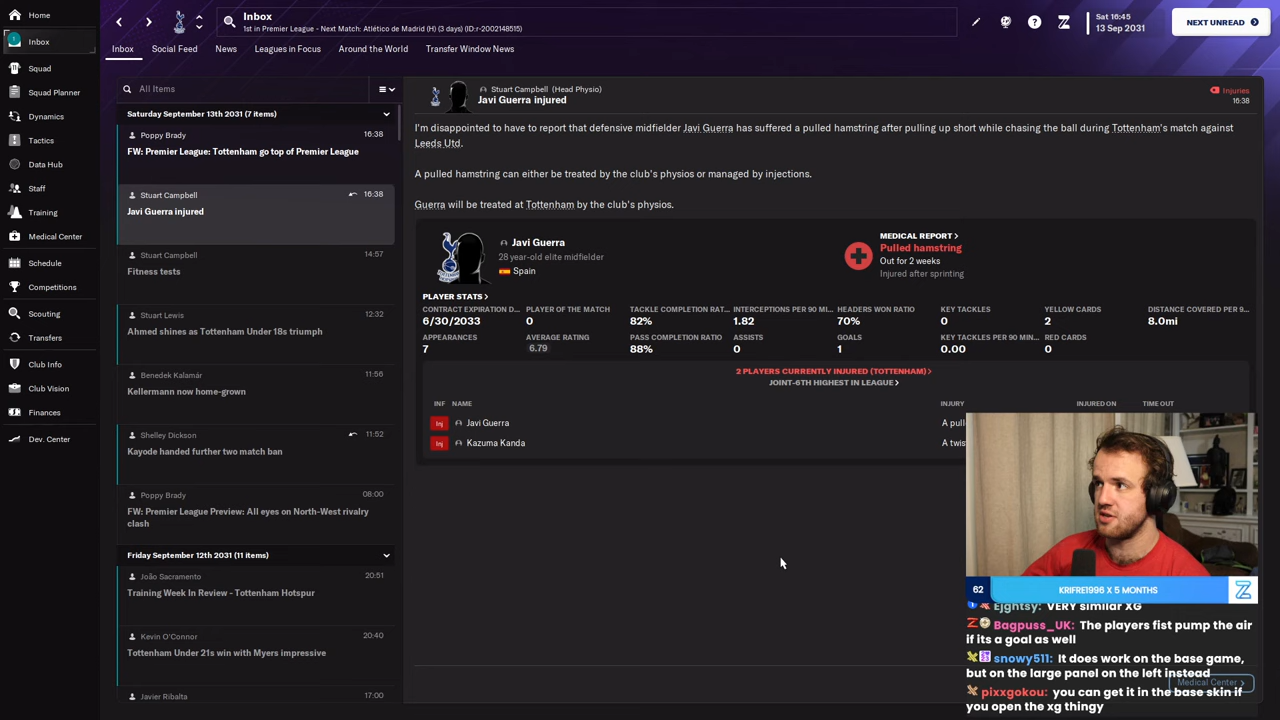 Home
Inbox
Squad
Squad Planner
Dynamics
Tactics
Data Hub
Staff
Training
Medical Center
Schedule
Competitions
Scouting
Transfers
Club Info
Club Vision
Finances
Dev. Center
Inbox
1st in Premier League - Next Match: Atlético de Madrid (H) (3 days) (ID:r-2002148515)
Sat 16:45
13 Sep 2031
NEXT UNREAD
Inbox Social Feed News Leagues in Focus Around the World Transfer Window News
All Items
Saturday September 13th 2031 (7 items)
Poppy Brady 16:38
FW: Premier League: Tottenham go top of Premier League
Stuart Campbell 16:38
Javi Guerra injured
Stuart Campbell 14:57
Fitness tests
Stuart Lewis 12:32
Ahmed shines as Tottenham Under 18s triumph
Benedek Kalamár 11:56
Kellermann now home-grown
Shelley Dickson 11:52
Kayode handed further two match ban
Poppy Brady 08:00
FW: Premier League Preview: All eyes on North-West rivalry
clash
Friday September 12th 2031 (11 items)
João Sacramento 20:51
Training Week In Review - Tottenham Hotspur
Kevin O'Connor 20:40
Tottenham Under 21s win with Myers impressive
Javier Ribalta 17:00
Stuart Campbell (Head Physio)
Javi Guerra injured
Injuries
16:38
I'm disappointed to have to report that defensive midfielder Javi Guerra has suffered a pulled hamstring after pulling up short while chasing the ball during Tottenham's match against
Leeds Utd.
A pulled hamstring can either be treated by the club's physios or managed by injections.
Guerra will be treated at Tottenham by the club's physios.
Javi Guerra
28 year-old elite midfielder
Spain
MEDICAL REPORT
Pulled hamstring
Out for 2 weeks
Injured after sprinting
PLAYER STATS
CONTRACT EXPIRATION D... PLAYER OF THE MATCH TACKLE COMPLETION RAT... INTERCEPTIONS PER 90 MI... HEADERS WON RATIO KEY TACKLES YELLOW CARDS DISTANCE COVERED PER 9...
6/30/2033 0 82% 1.82 70% 0 2 8.0mi
APPEARANCES AVERAGE RATING PASS COMPLETION RATIO ASSISTS GOALS KEY TACKLES PER 90 MIN... RED CARDS
7 6.79 88% 0 1 0.00 0
2 PLAYERS CURRENTLY INJURED (TOTTENHAM)
JOINT-6TH HIGHEST IN LEAGUE
INF NAME INJURY INJURED ON TIME OUT
Inj Javi Guerra A pull
Inj Kazuma Kanda A twis
62 KRIFRE1996 X 5 MONTHS
Ejghtsy: VERY similar XG
Bagpuss_UK: The players fist pump the air
if its a goal as well
snowy511: It does work on the base game,
but on the large panel on the left instead
Medical Center
pixxgokou: you can get it in the base skin if
you open the xg thingy